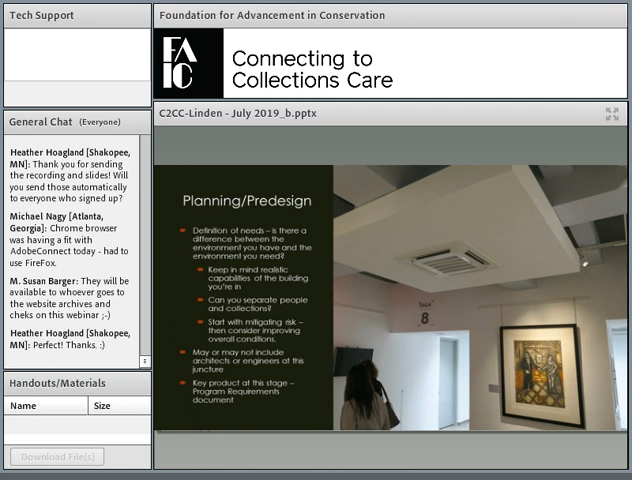 Tech Support
Foundation for Advancement in Conservation
FA
IC
Connecting to
Collections Care
General Chat (Everyone)
Heather Hoagland [Shakopee,
MN]: Thank you for sending
the recording and slides! Will
you send those automatically
to everyone who signed up?
Michael Nagy [Atlanta,
Georgia]: Chrome browser
was having a fit with
AdobeConnect today - had to
use FireFox.
M. Susan Barger: They will be
available to whoever goes to
the website archives and
cheks on this webinar ;-)
Heather Hoagland [Shakopee,
MN]: Perfect! Thanks. :)
Handouts/Materials
Name Size
Download File(s)
C2CC-Linden - July 2019_b.pptx
Planning/Predesign
Definition of needs – is there a
difference between the
environment you have and the
environment you need?
Keep in mind realistic
capabilities of the building
you're in
Can you separate people
and collections?
Start with mitigating risk –
then consider improving
overall conditions.
May or may not include
architects or engineers at this
juncture
Key product at this stage –
Program Requirements
document
8